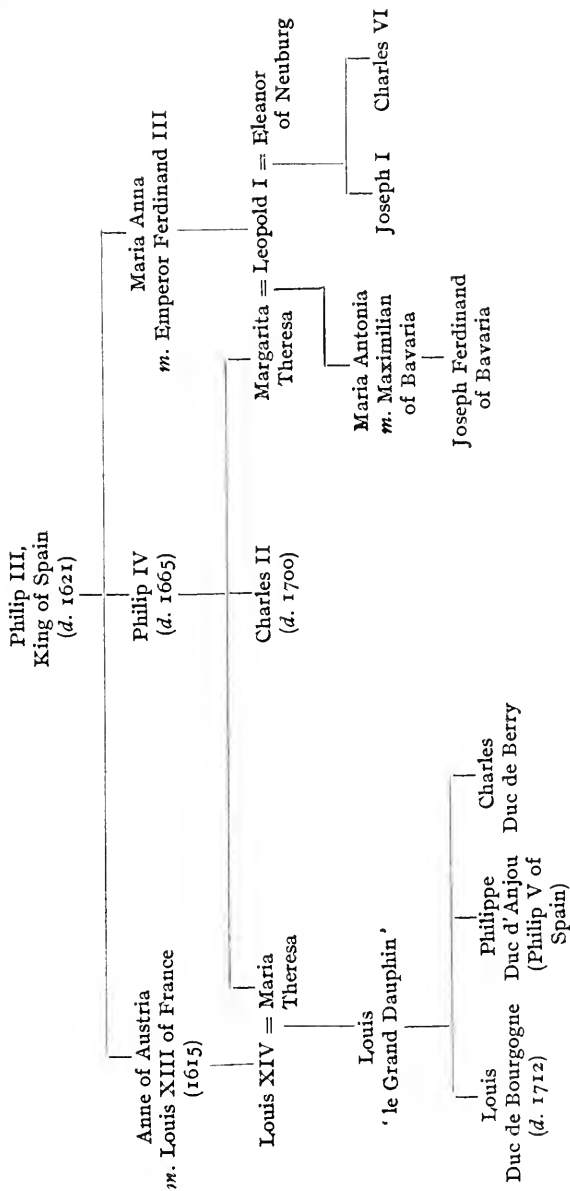 Philip III,
King of Spain
(d. 1621)
Anne of Austria
m. Louis XIII of France
(1615)
Philip IV
(d. 1665)
Maria Anna
m. Emperor Ferdinand III
Louis XIV = Maria
Theresa
Charles II
(d. 1700)
Margarita = Leopold I = Eleanor
Theresa
of Neuburg
Louis
' le Grand Dauphin '
Maria Antonia
m. Maximilian
of Bavaria
Joseph I
Charles VI
Joseph Ferdinand
of Bavaria
Louis
Duc de Bourgogne
(d. 1712)
Philippe
Duc d'Anjou
(Philip V of
Spain)
Charles
Duc de Berry